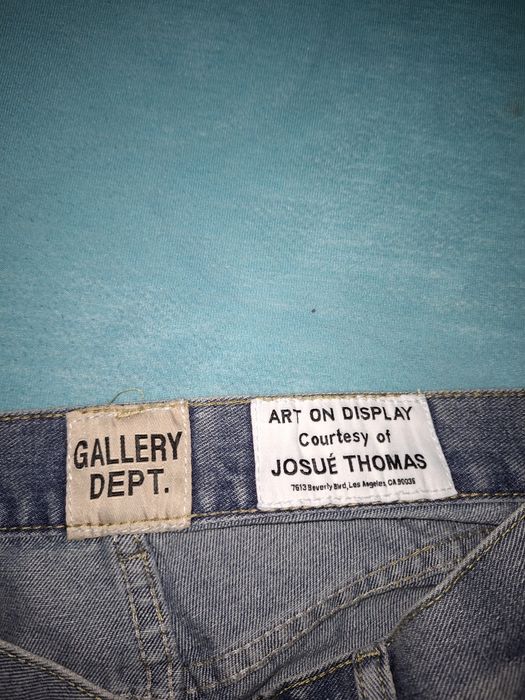 GALLERY
DEPT.
ART ON DISPLAY
Courtesy of
JOSUÉ THOMAS
7613 Beverly Blvd, Los Angeles, CA 90036